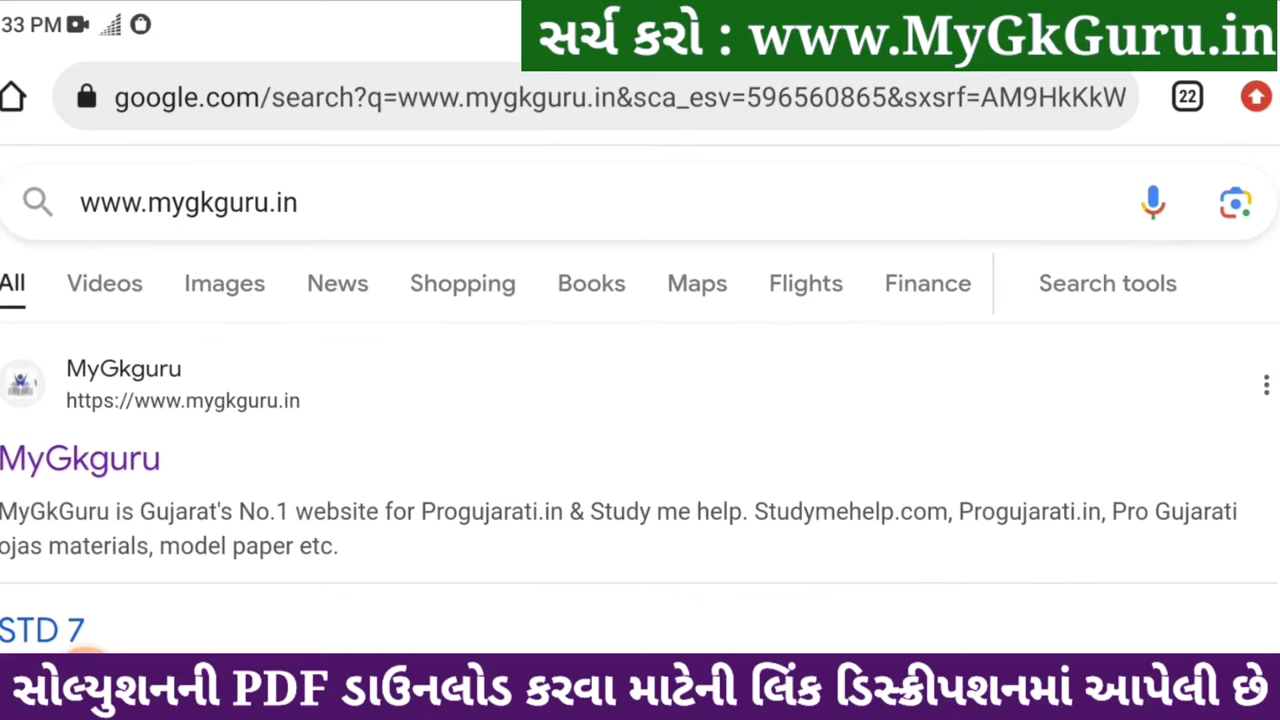 33 PM
સર્ચ કરો : www.MyGkGuru.in
google.com/search?q=www.mygkguru.in&sca_esv=596560865&sxsrf=AM9HkKkW
22
www.mygkguru.in
All Videos Images News Shopping Books Maps Flights Finance Search tools
MyGkguru
https://www.mygkguru.in
MyGkguru
MyGkGuru is Gujarat's No.1 website for Progujarati.in & Study me help. Studymehelp.com, Progujarati.in, Pro Gujarati
ojas materials, model paper etc.
STD 7
સોલ્યુશનની PDF ડાઉનલોડ કરવા માટેની લિંક ડિસ્ક્રીપશનમાં આપેલી છે